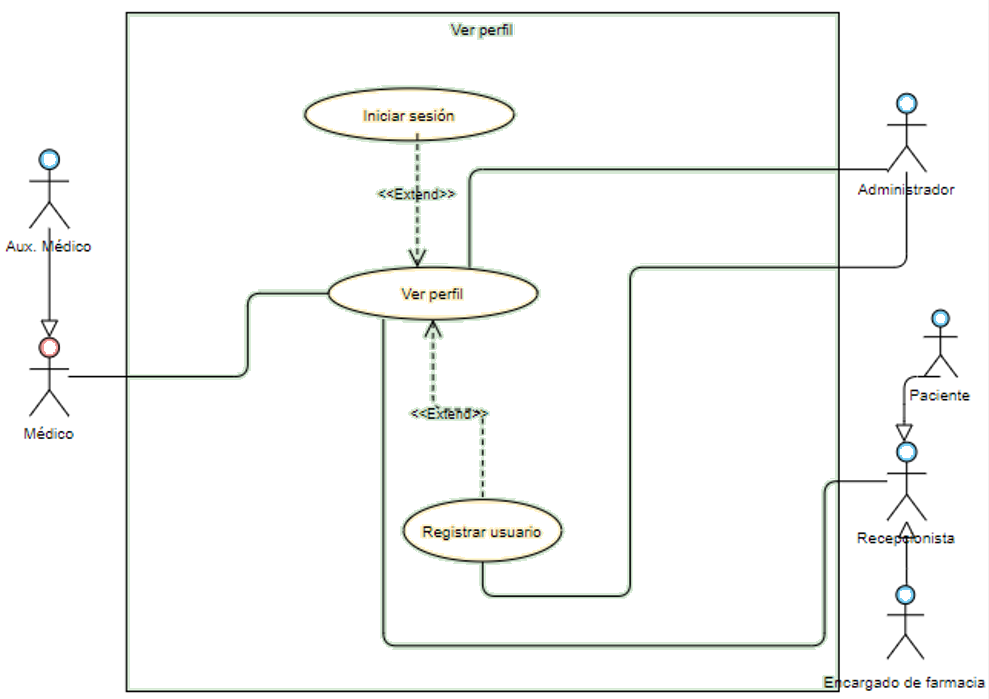 Ver perfil
Iniciar sesión
<<Extend>>
Administrador
Aux. Médico
Ver perfil
Paciente
<<Extend>>
Médico
Registrar usuario
Recepcionista
Encargado de farmacia